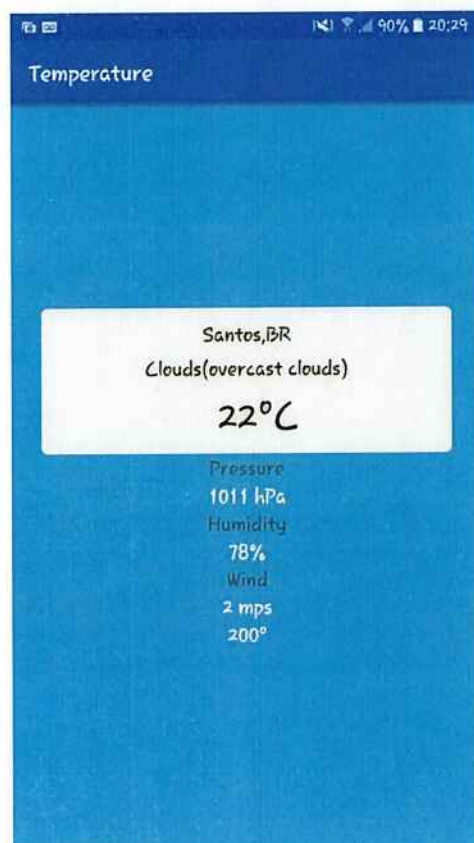 90% 20:29
Temperature
Santos,BR
Clouds(overcast clouds)
22°C
Pressure
1011 hPa
Humidity
78%
Wind
2 mps
200°